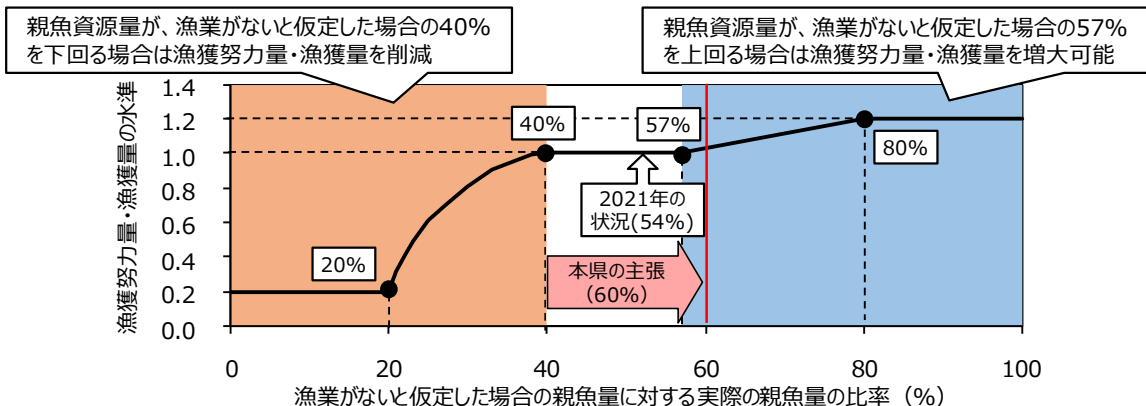 親魚資源量が、漁業がないと仮定した場合の40%
を下回る場合は漁獲努力量・漁獲量を削減
親魚資源量が、漁業がないと仮定した場合の57%
を上回る場合は漁獲努力量・漁獲量を増大可能
漁獲努力量・漁獲量の水準
1.4
1.2
1.0
0.8
0.6
0.4
0.2
0.0
20%
40%
57%
80%
2021年の
状況(54%)
本県の主張
（60%）
0
20
40
60
80
100
漁業がないと仮定した場合の親魚量に対する実際の親魚量の比率（%）